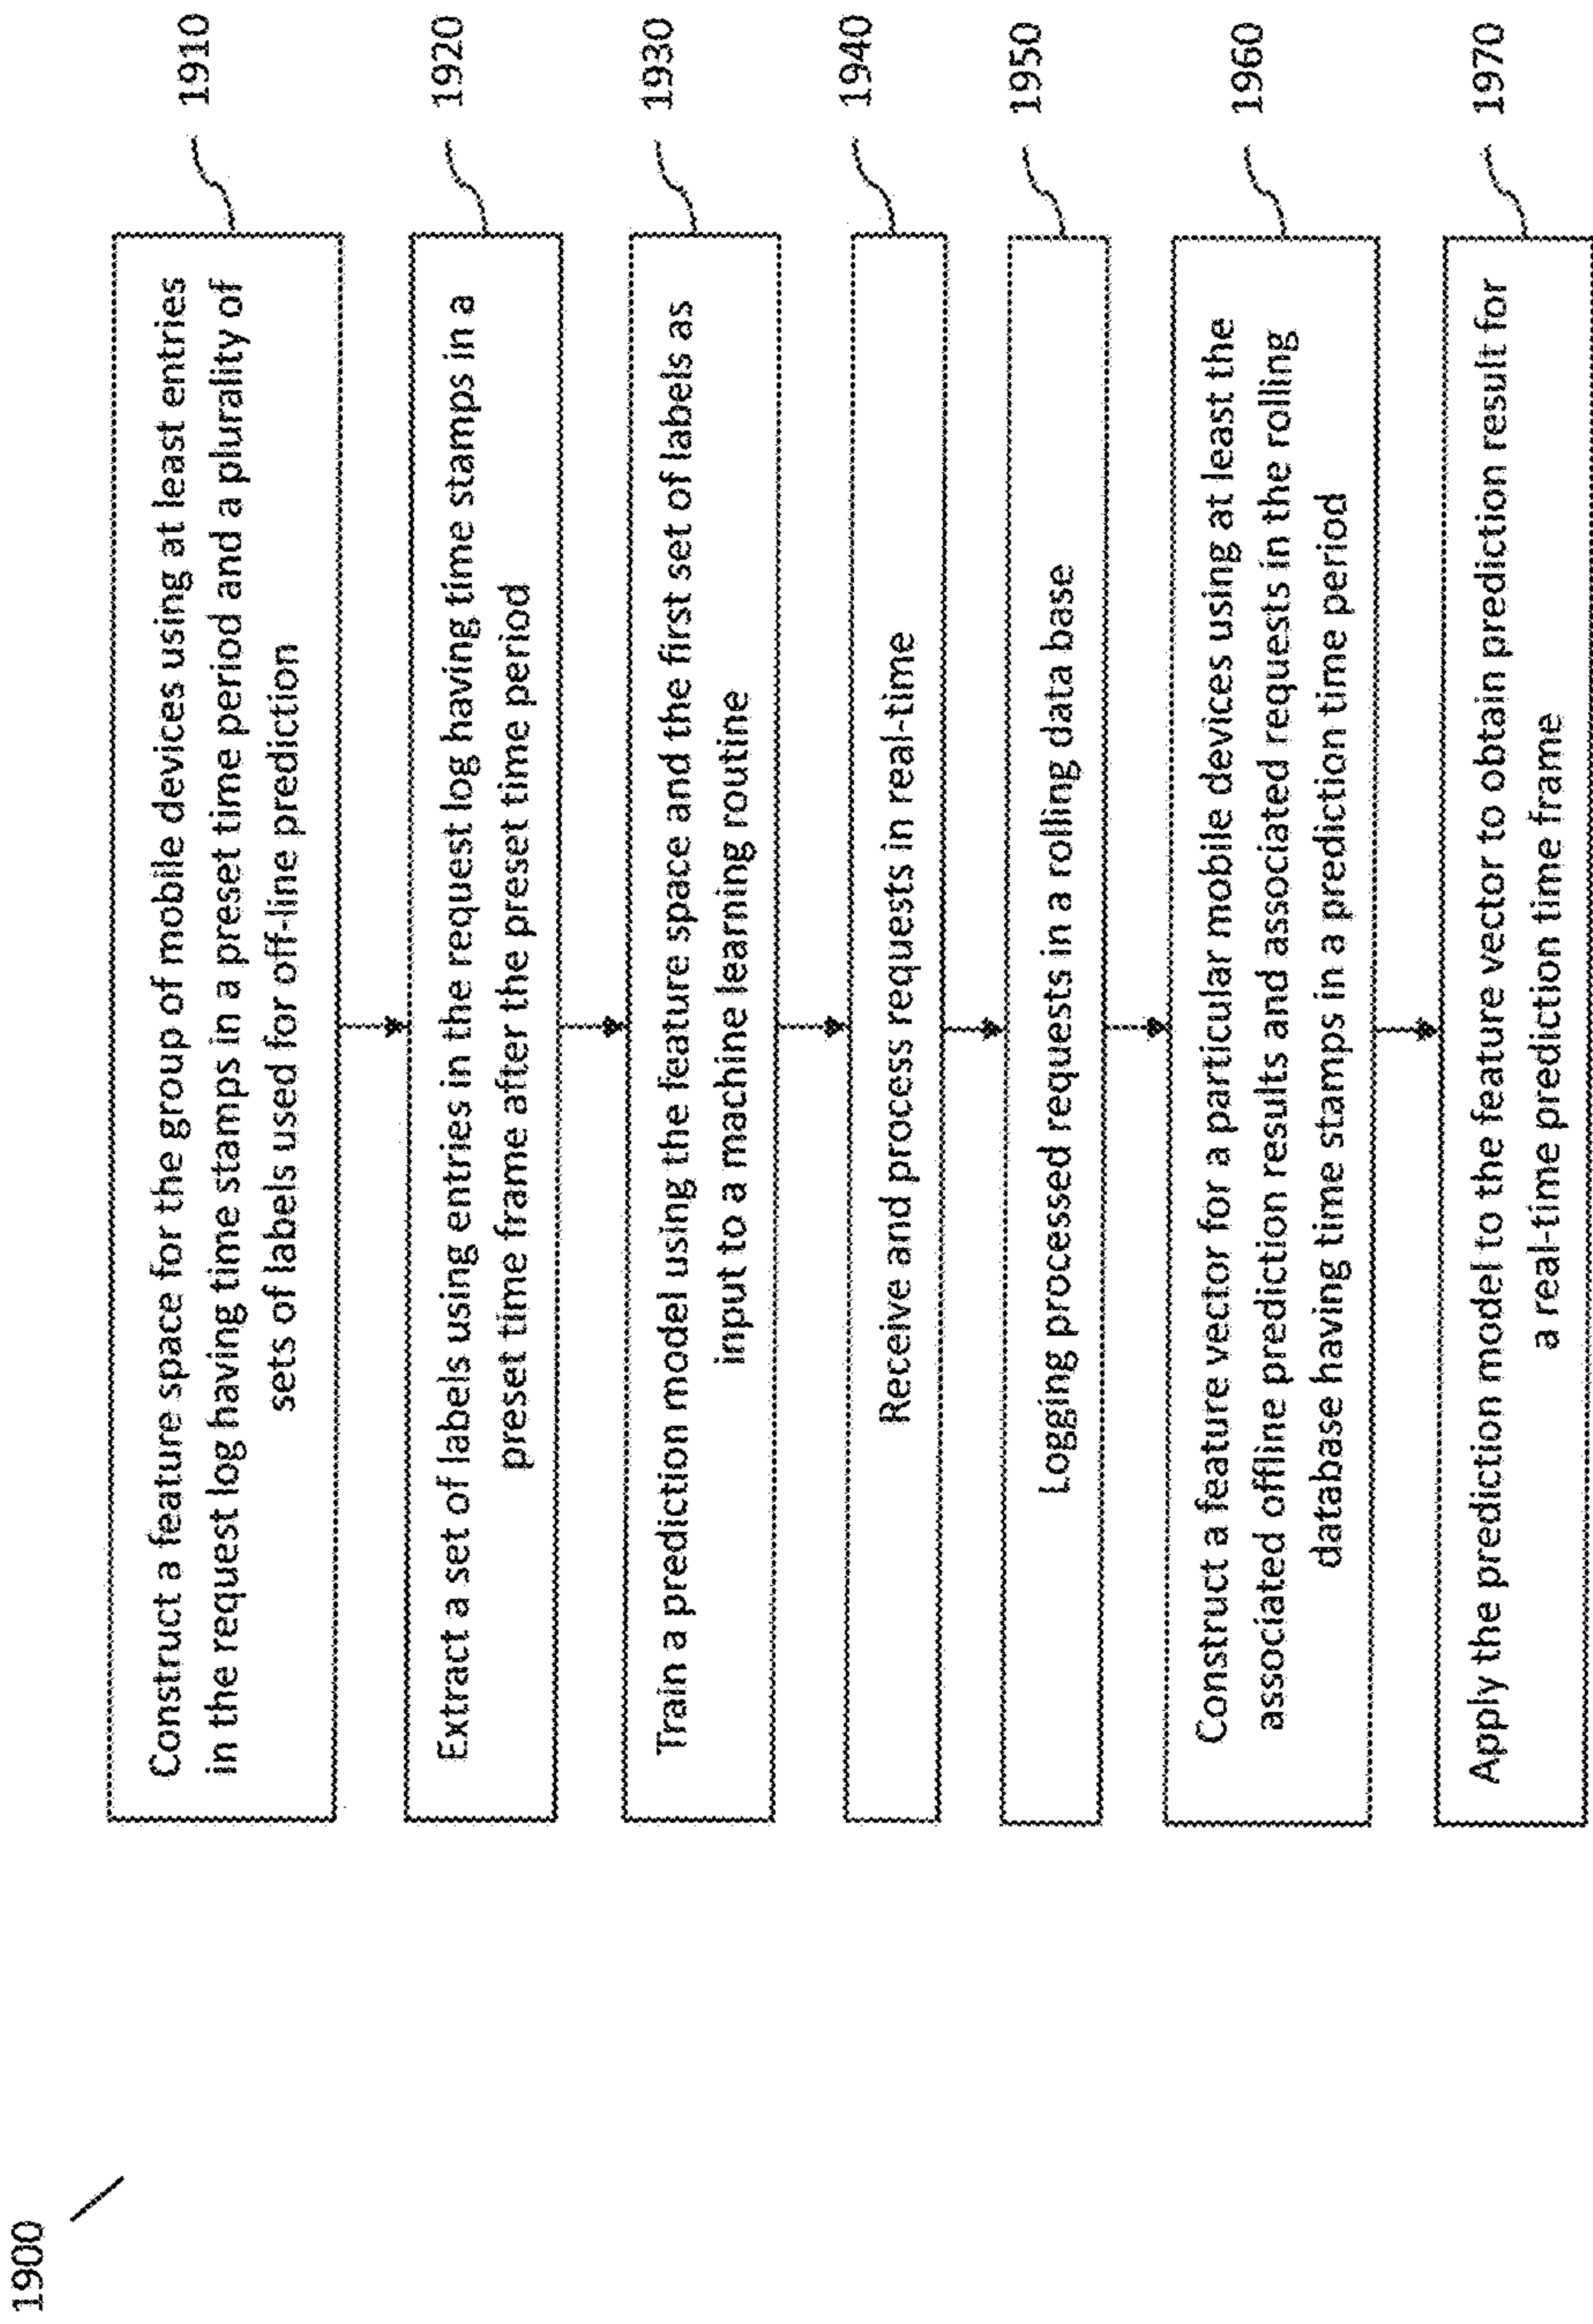 1900
Construct a feature space for the group of mobile devices using at least entries
in the request log having time stamps in a preset time period and a plurality of
sets of labels used for off-line prediction
1910
Extract a set of labels using entries in the request log having time stamps in a
preset time frame after the preset time period
1920
Train a prediction model using the feature space and the first set of labels as
input to a machine learning routine
1930
Receive and process requests in real-time
1940
Logging processed requests in a rolling data base
1950
Construct a feature vector for a particular mobile devices using at least the
associated offline prediction results and associated requests in the rolling
database having time stamps in a prediction time period
1960
Apply the prediction model to the feature vector to obtain prediction result for
a real-time prediction time frame
1970